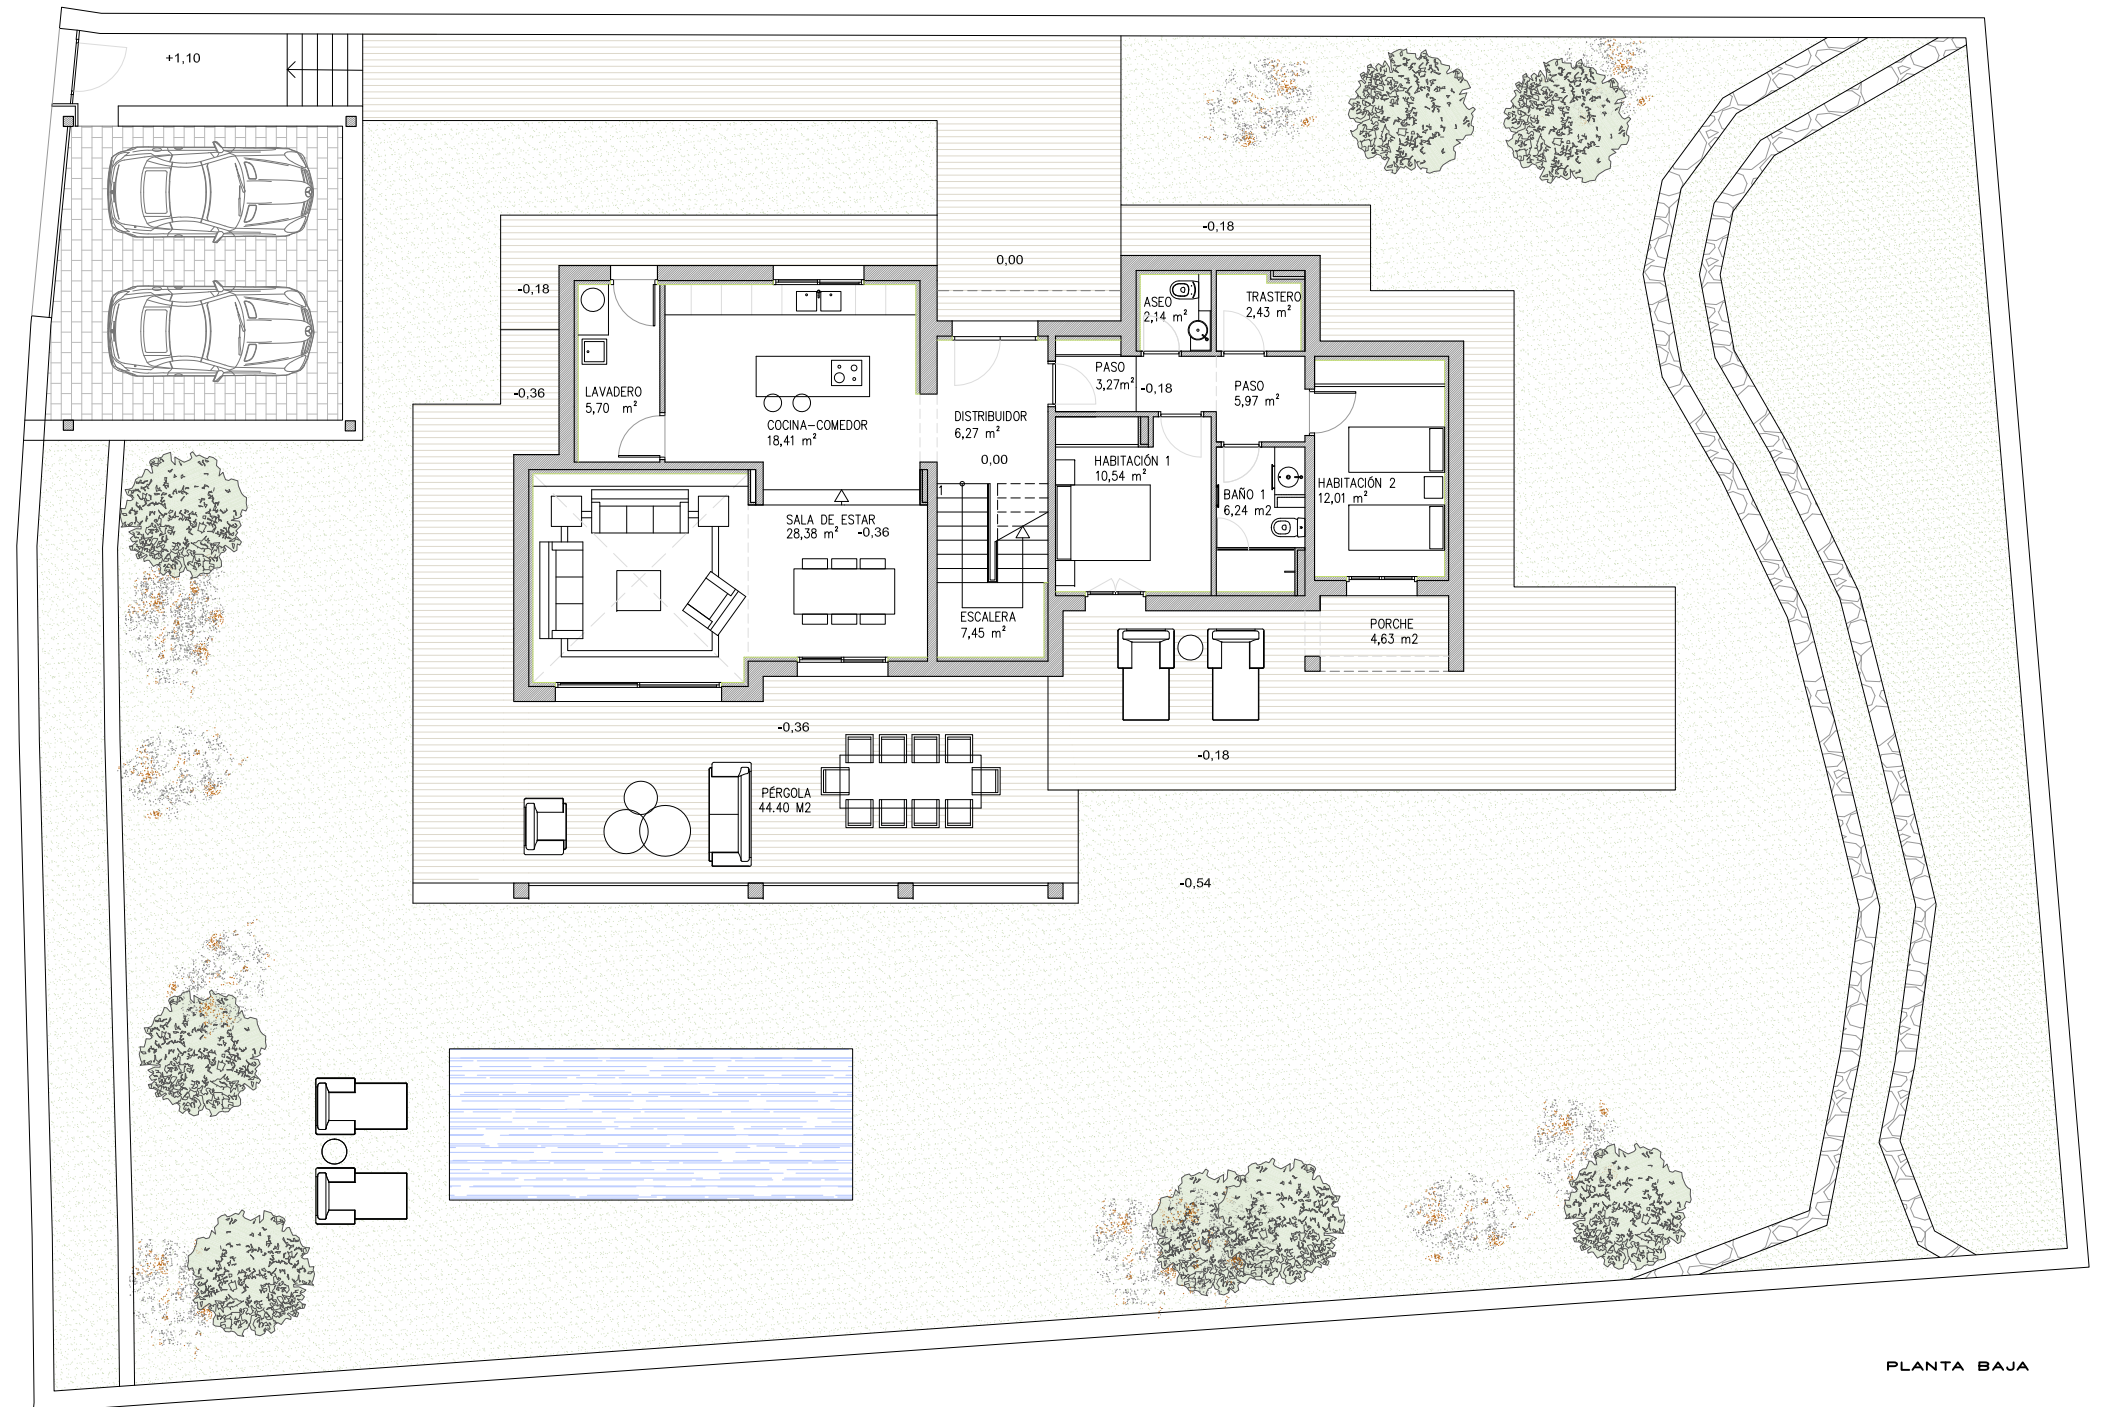 +1,10
-0,18
0,00
-0,18
ASEO
2,14 m²
TRASTERO
2,43 m²
-0,36
LAVADERO
5,70 m²
COCINA-COMEDOR
18,41 m²
DISTRIBUIDOR
6,27 m²
0,00
PASO
3,27m²
-0,18
PASO
5,97 m²
HABITACIÓN 1
10,54 m²
BAÑO 1
6,24 m2
HABITACIÓN 2
12,01 m²
1
SALA DE ESTAR
28,38 m² -0,36
ESCALERA
7,45 m²
PORCHE
4,63 m2
-0,36
-0,18
PÉRGOLA
44.40 M2
-0,54
PLANTA BAJA